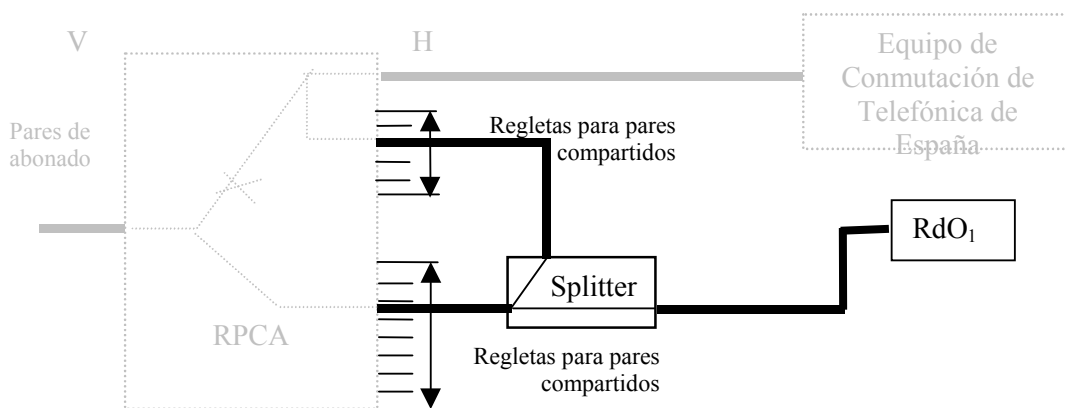 V
H
Equipo de
Conmutación de
Telefónica de
España
Pares de
abonado
Regletas para pares
compartidos
RdO₁
Splitter
RPCA
Regletas para pares
compartidos